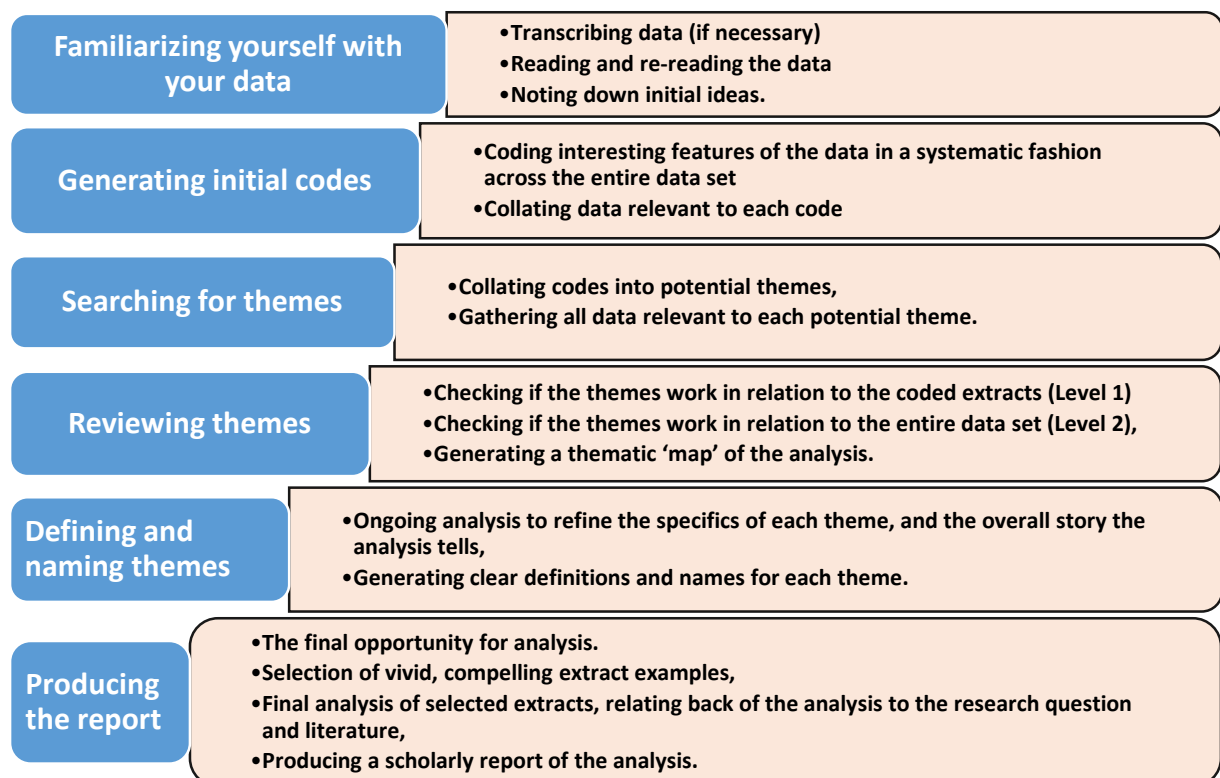 Familiarizing yourself with
your data
•Transcribing data (if necessary)
•Reading and re-reading the data
•Noting down initial ideas.
Generating initial codes
•Coding interesting features of the data in a systematic fashion
across the entire data set
•Collating data relevant to each code
Searching for themes
•Collating codes into potential themes,
•Gathering all data relevant to each potential theme.
Reviewing themes
•Checking if the themes work in relation to the coded extracts (Level 1)
•Checking if the themes work in relation to the entire data set (Level 2),
•Generating a thematic ‘map’ of the analysis.
Defining and
naming themes
•Ongoing analysis to refine the specifics of each theme, and the overall story the
analysis tells,
•Generating clear definitions and names for each theme.
Producing
the report
•The final opportunity for analysis.
•Selection of vivid, compelling extract examples,
•Final analysis of selected extracts, relating back of the analysis to the research question
and literature,
•Producing a scholarly report of the analysis.